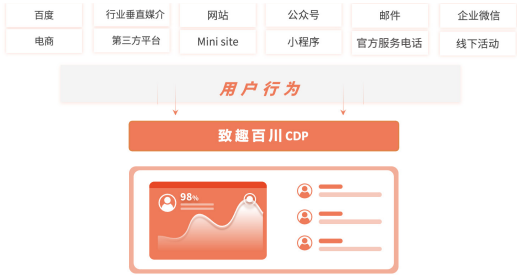 百度 行业垂直媒介 网站 公众号 邮件 企业微信
电商 第三方平台 Mini site 小程序 官方服务电话 线下活动
用户行为
致趣百川 CDP
98%